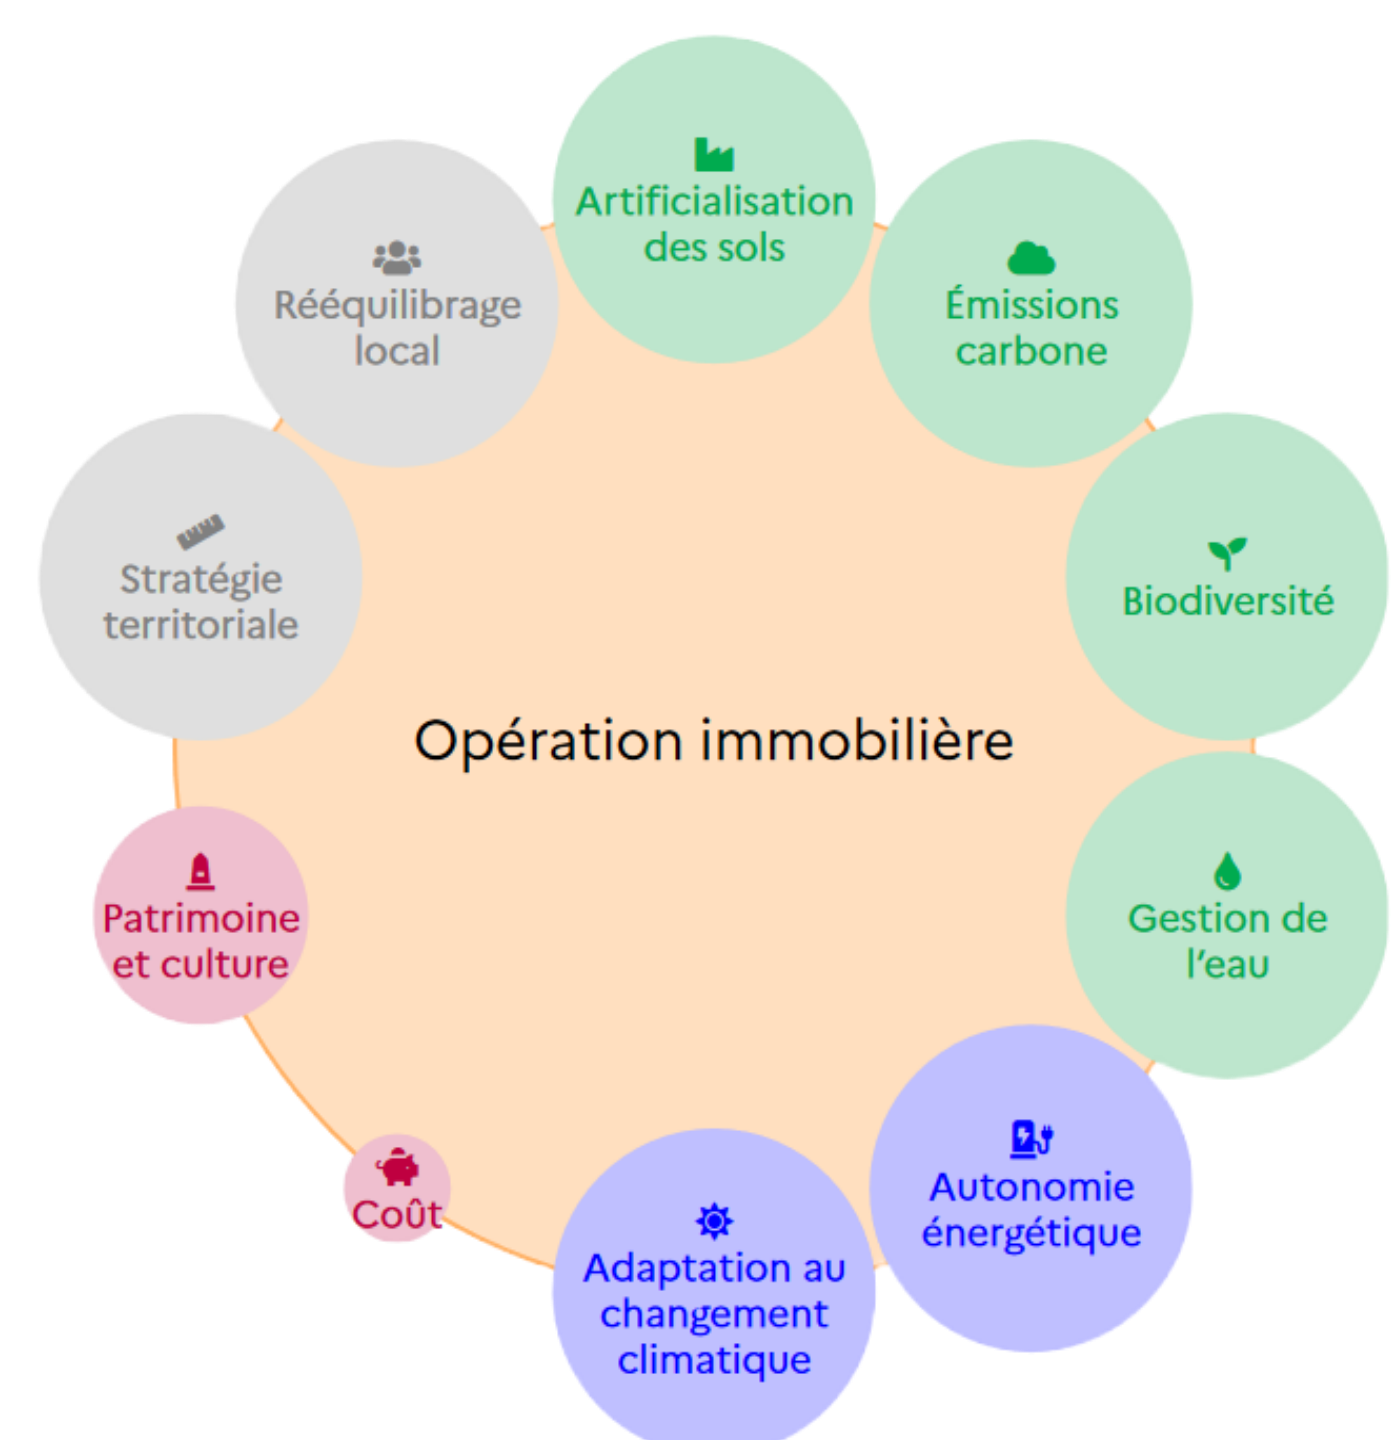 Artificialisation
des sols
Émissions
carbone
Biodiversité
Gestion de
l’eau
Autonomie
énergétique
Adaptation au
changement
climatique
Coût
Patrimoine
et culture
Stratégie
territoriale
Rééquilibrage
local
Opération immobilière